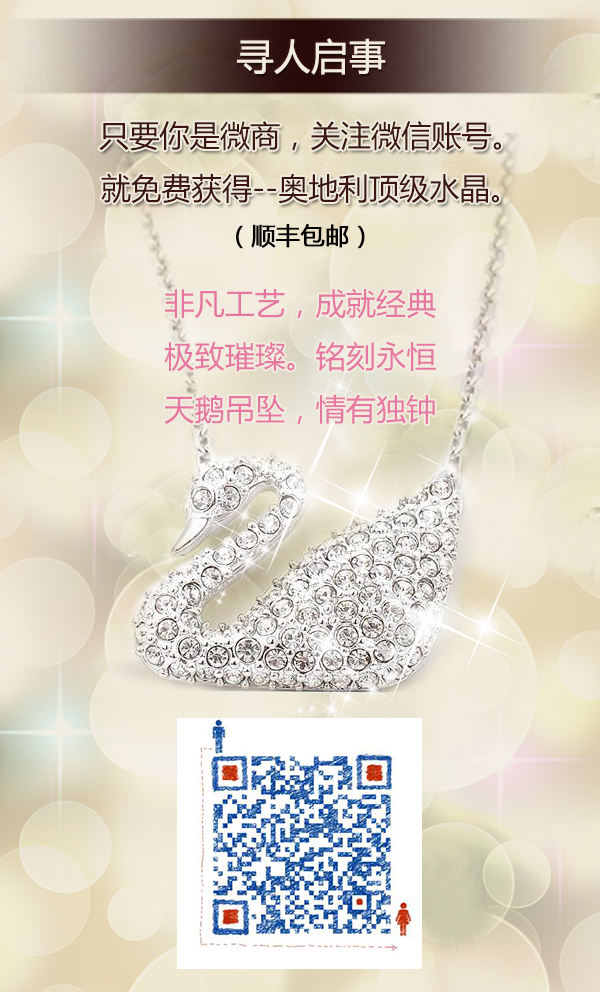 寻人启事
只要你是微商，关注微信账号。
就免费获得--奥地利顶级水晶。
（顺丰包邮）
非凡工艺，成就经典
极致璀璨。铭刻永恒
天鹅吊坠，情有独钟